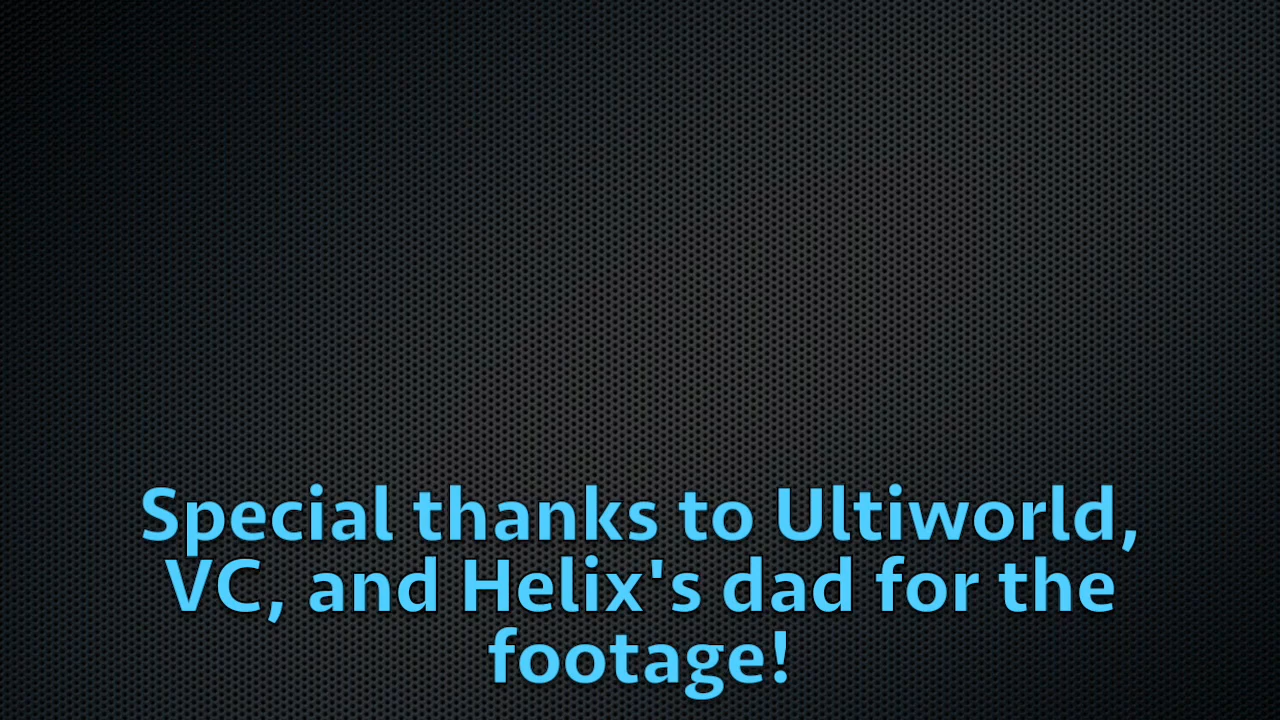 Special thanks to Ultiworld,
VC, and Helix's dad for the
footage!